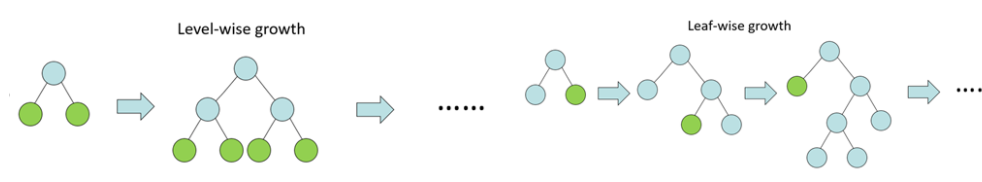 Level-wise growth
Leaf-wise growth
......
....